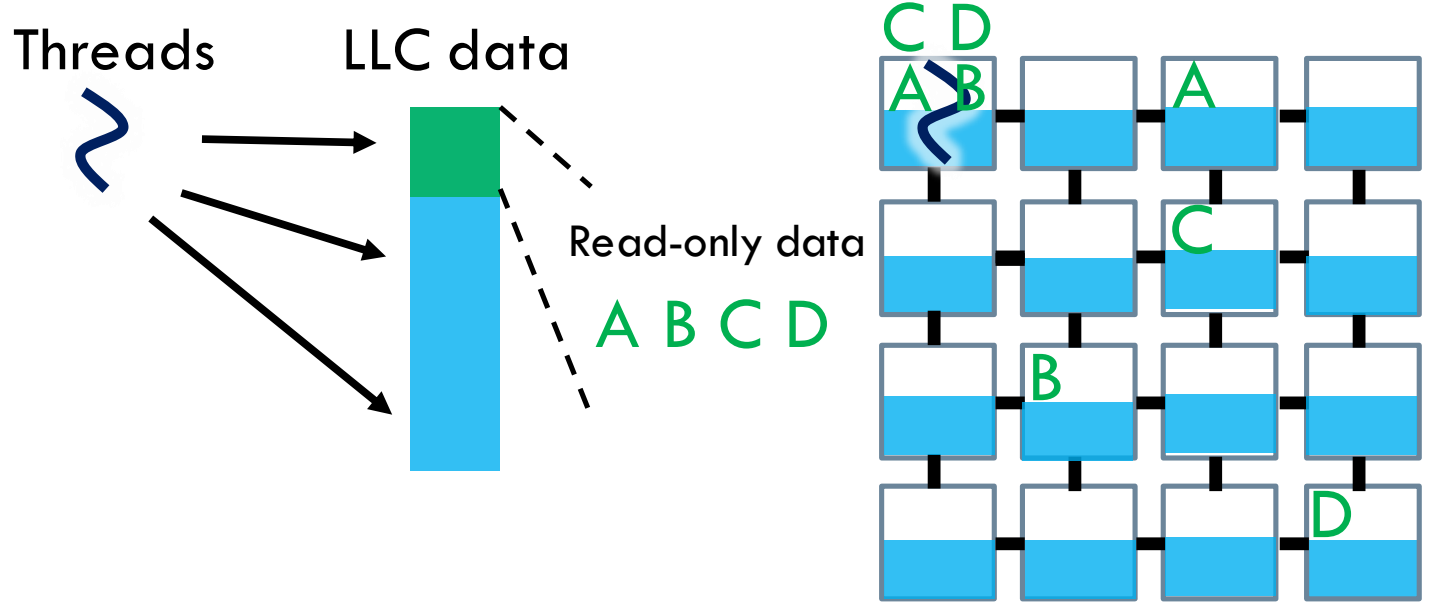 Threads
LLC data
Read-only data
A B C D
C D
A B
A
C
B
D